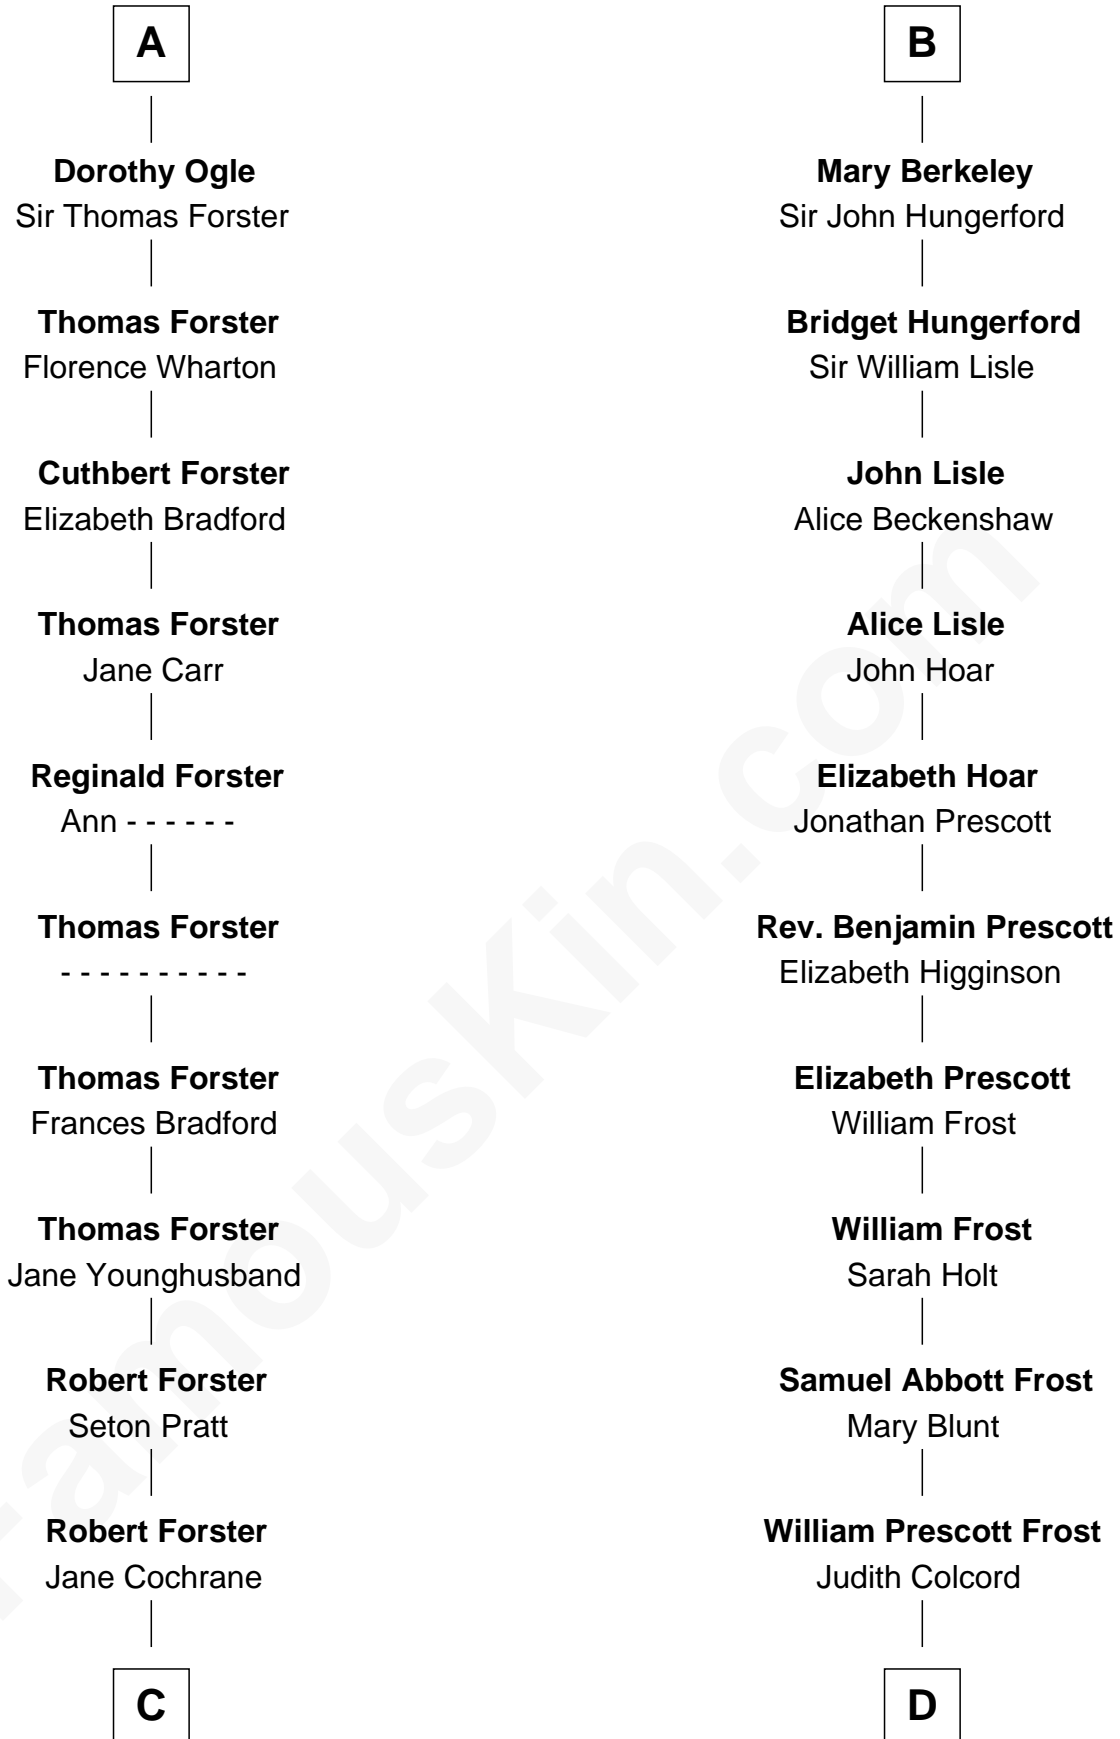 A
Dorothy Ogle
Sir Thomas Forster
Thomas Forster
Florence Wharton
Cuthbert Forster
Elizabeth Bradford
Thomas Forster
Jane Carr
Reginald Forster
Ann - - - - - -
Thomas Forster
- - - - - - - - - -
Thomas Forster
Frances Bradford
Thomas Forster
Jane Younghusband
Robert Forster
Seton Pratt
Robert Forster
Jane Cochrane
C
B
Mary Berkeley
Sir John Hungerford
Bridget Hungerford
Sir William Lisle
John Lisle
Alice Beckenshaw
Alice Lisle
John Hoar
Elizabeth Hoar
Jonathan Prescott
Rev. Benjamin Prescott
Elizabeth Higginson
Elizabeth Prescott
William Frost
William Frost
Sarah Holt
Samuel Abbott Frost
Mary Blunt
William Prescott Frost
Judith Colcord
D
FamousKin.com